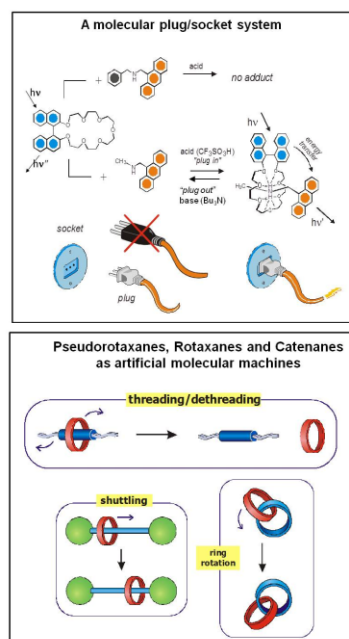 A molecular plug/socket system
acid
no adduct
hν
hν
acid (CF₃SO₃H)
"plug in"
energy
transfer
"plug out"
base (Bu₃N)
hν"
hν'
socket
plug
Pseudorotaxanes, Rotaxanes and Catenanes
as artificial molecular machines
threading/dethreading
shuttling
ring
rotation